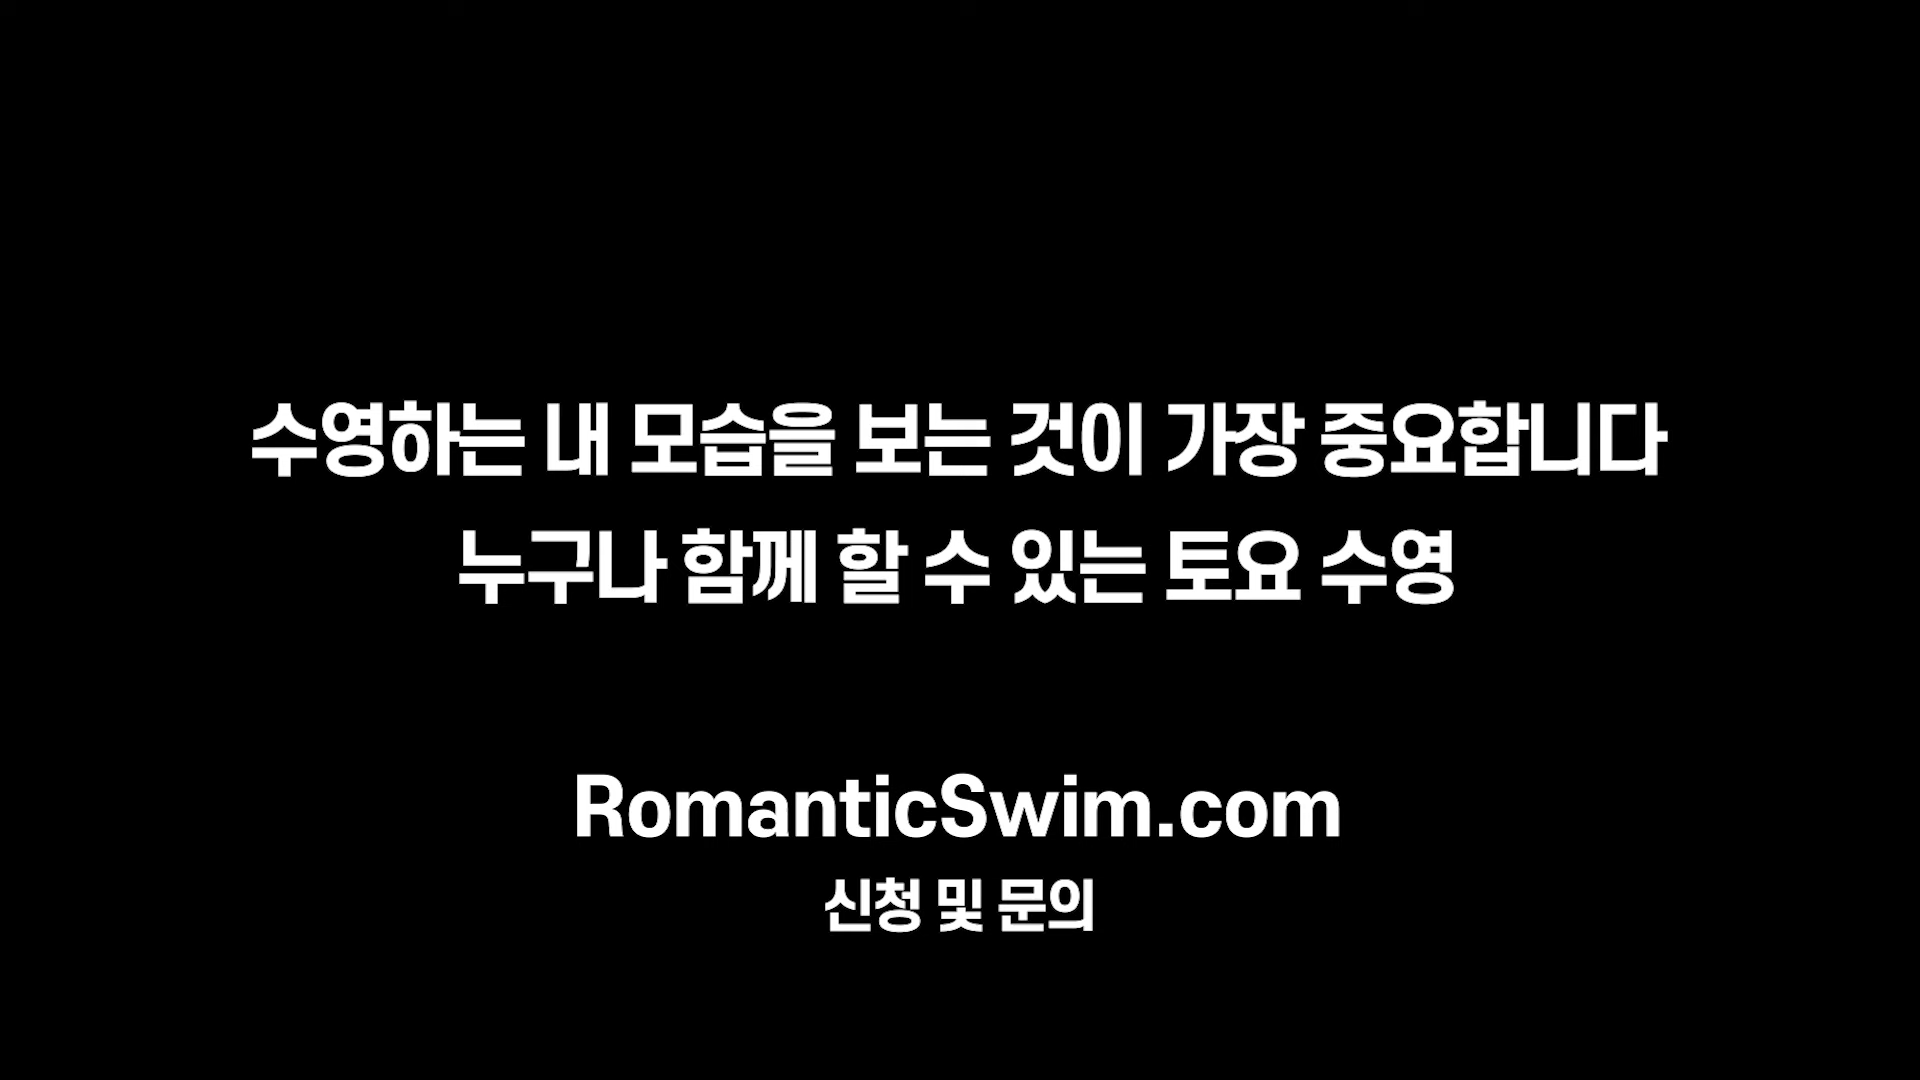 수영하는 내 모습을 보는 것이 가장 중요합니다
누구나 함께 할 수 있는 토요 수영
RomanticSwim.com
신청 및 문의